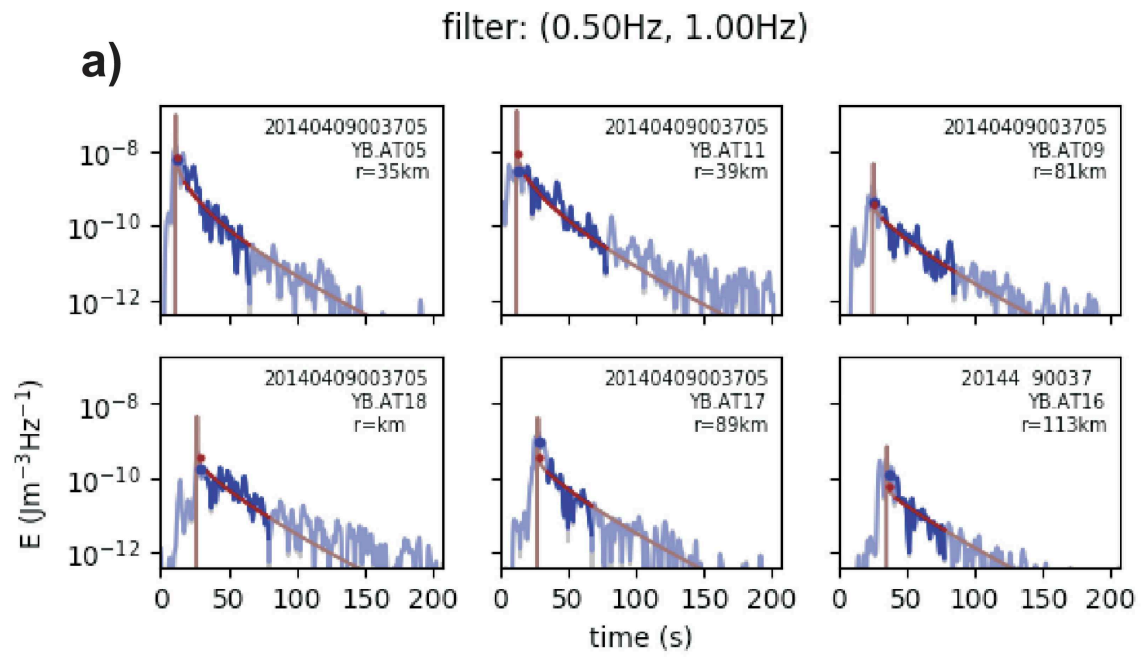 filter: (0.50Hz, 1.00Hz)
a)
20140409003705
YB.AT05
r=35km
20140409003705
YB.AT11
r=39km
20140409003705
YB.AT09
r=81km
10⁻⁸
10⁻¹⁰
10⁻¹²
20140409003705
YB.AT18
r=km
20140409003705
YB.AT17
r=89km
20144 90037
YB.AT16
r=113km
10⁻⁸
10⁻¹⁰
10⁻¹²
E (Jm⁻³Hz⁻¹)
0 50 100 150 200 0 50 100 150 200 0 50 100 150 200
time (s)